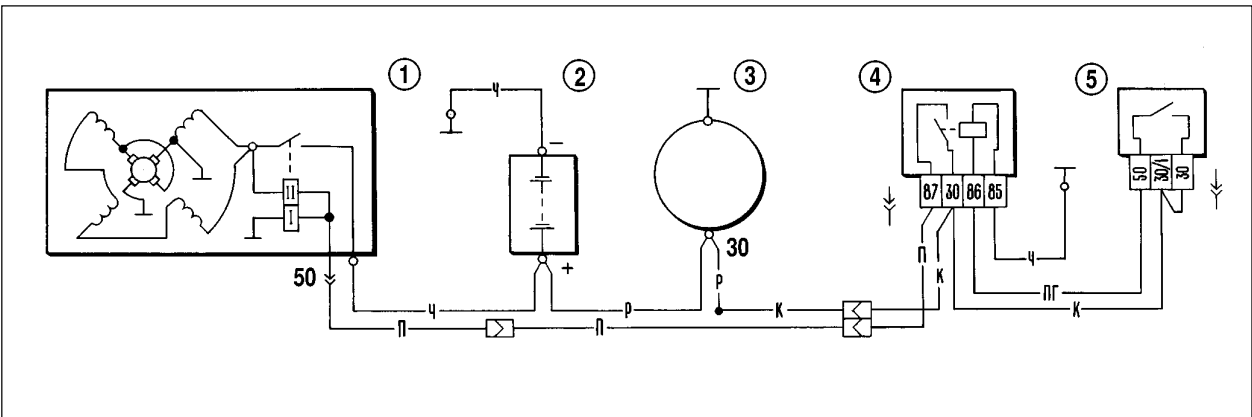 1 2 3 4 5
Ч
−
II
I
87 30 86 85
50 30/1 30
+
30
50
П К Ч
Р
ПГ
Ч Р К К
П П